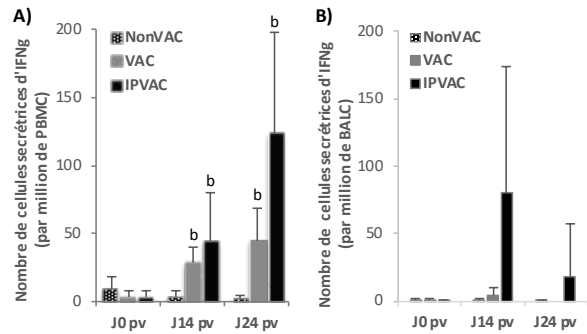 A)
Nombre de cellules secrétrices d'IFNg
(par million de PBMC)
200
150
100
50
0
NonVAC
VAC
IPVAC
b
b
b
b
J0 pv
J14 pv
J24 pv
B)
Nombre de cellules secrétrices d'IFNg
(par million de BALC)
200
150
100
50
0
NonVAC
VAC
IPVAC
J0 pv
J14 pv
J24 pv